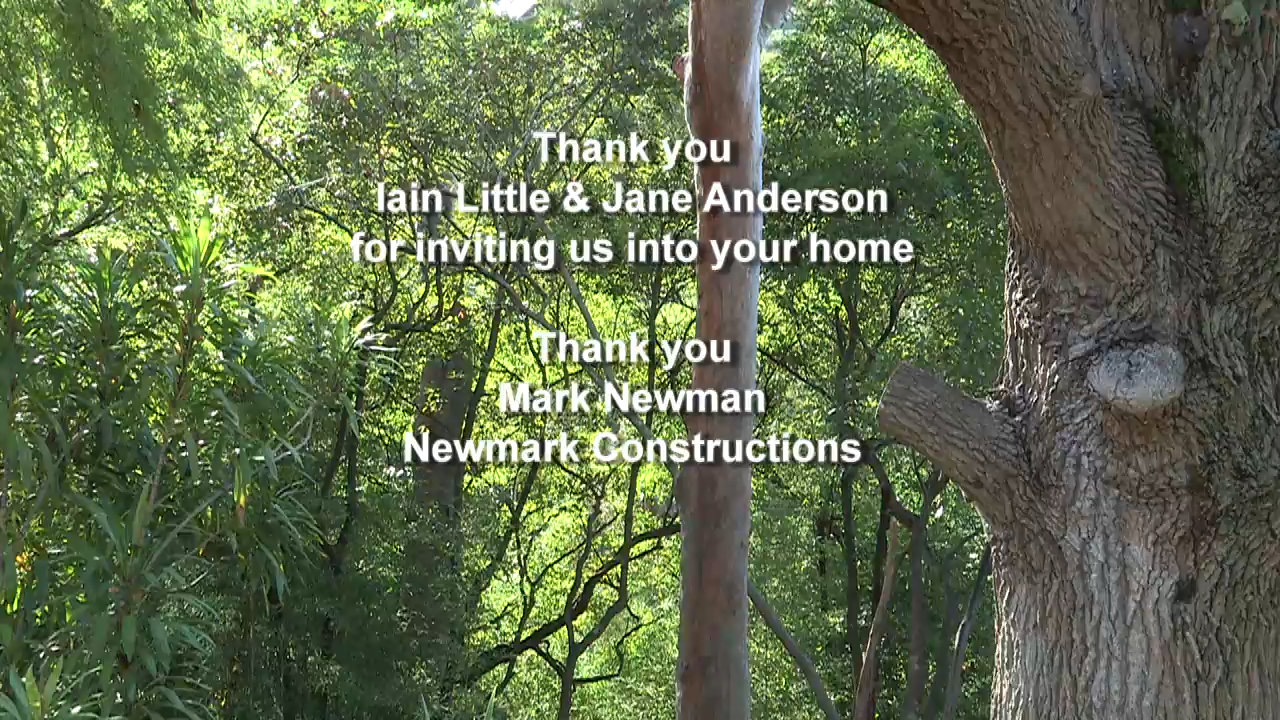 Thank you
Iain Little & Jane Anderson
for inviting us into your home
Thank you
Mark Newman
Newmark Constructions